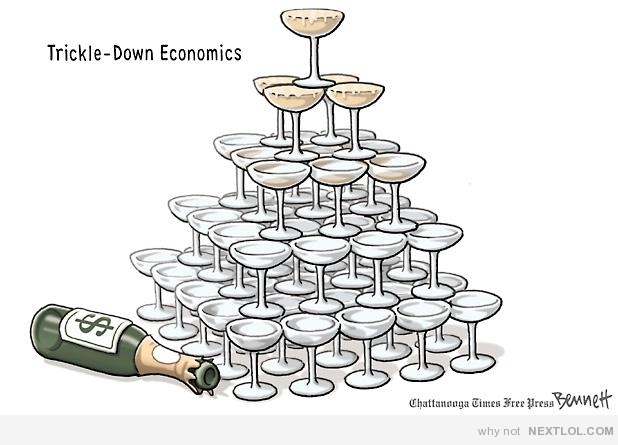 Trickle-Down Economics
$
Chattanooga Times Free Press Bennett
why not NEXTLOL.COM